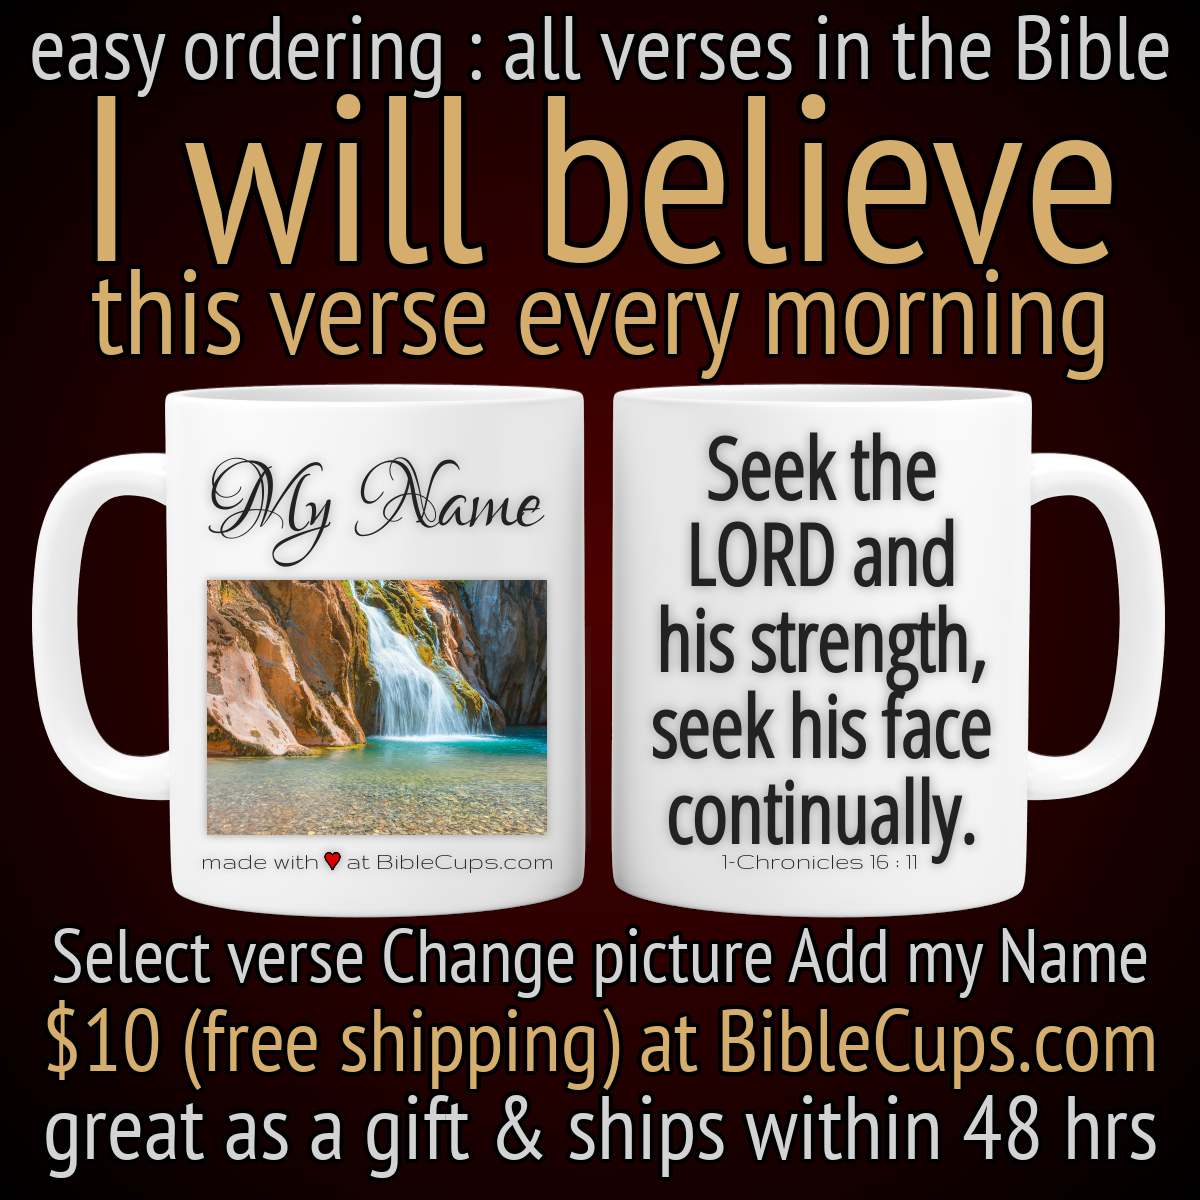 easy ordering : all verses in the Bible
I will believe
this verse every morning
My Name
made with ❤ at BibleCups.com
Seek the
LORD and
his strength,
seek his face
continually.
1-Chronicles 16 : 11
Select verse Change picture Add my Name
$10 (free shipping) at BibleCups.com
great as a gift & ships within 48 hrs